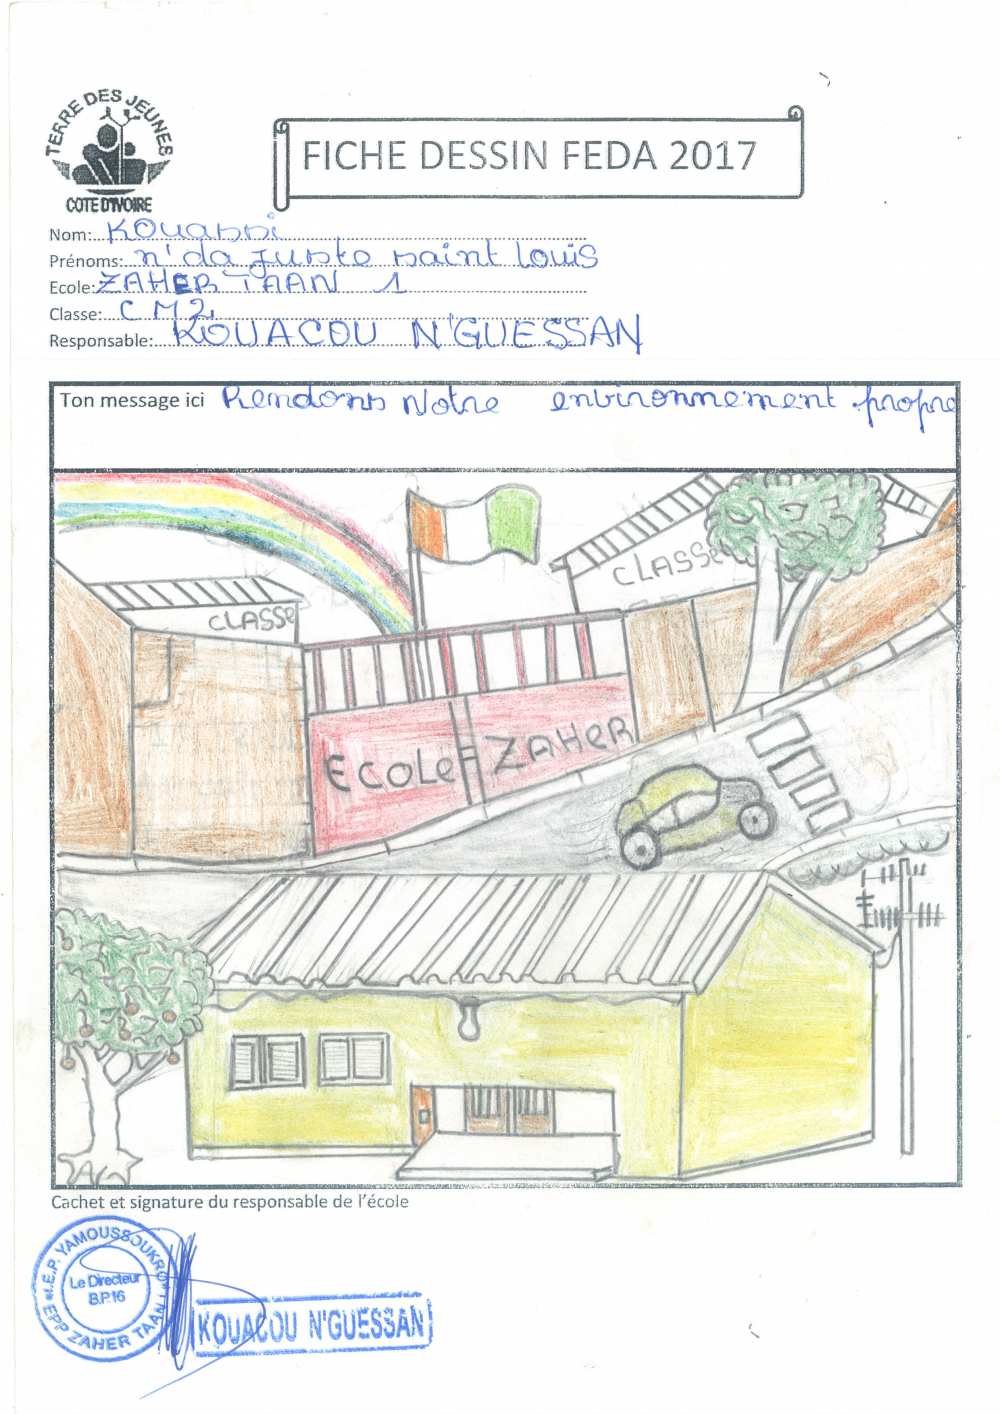 TERRE DES JEUNES
COTE D'IVOIRE
FICHE DESSIN FEDA 2017
Nom: Kouassi
Prénoms: n'da Juste saint louis
Ecole: ZAHER TAAN 1
Classe: CM2
Responsable: KOUACOU N'GUESSAN
Ton message ici Rendons Notre environnement propre
CLASSE
CLASSE
ECOLE ZAHER
Cachet et signature du responsable de l'école
I.E.P. YAMOUSSOUKRO
Le Directeur
B.P.16
EPP ZAHER TAAN 1
KOUACOU N'GUESSAN